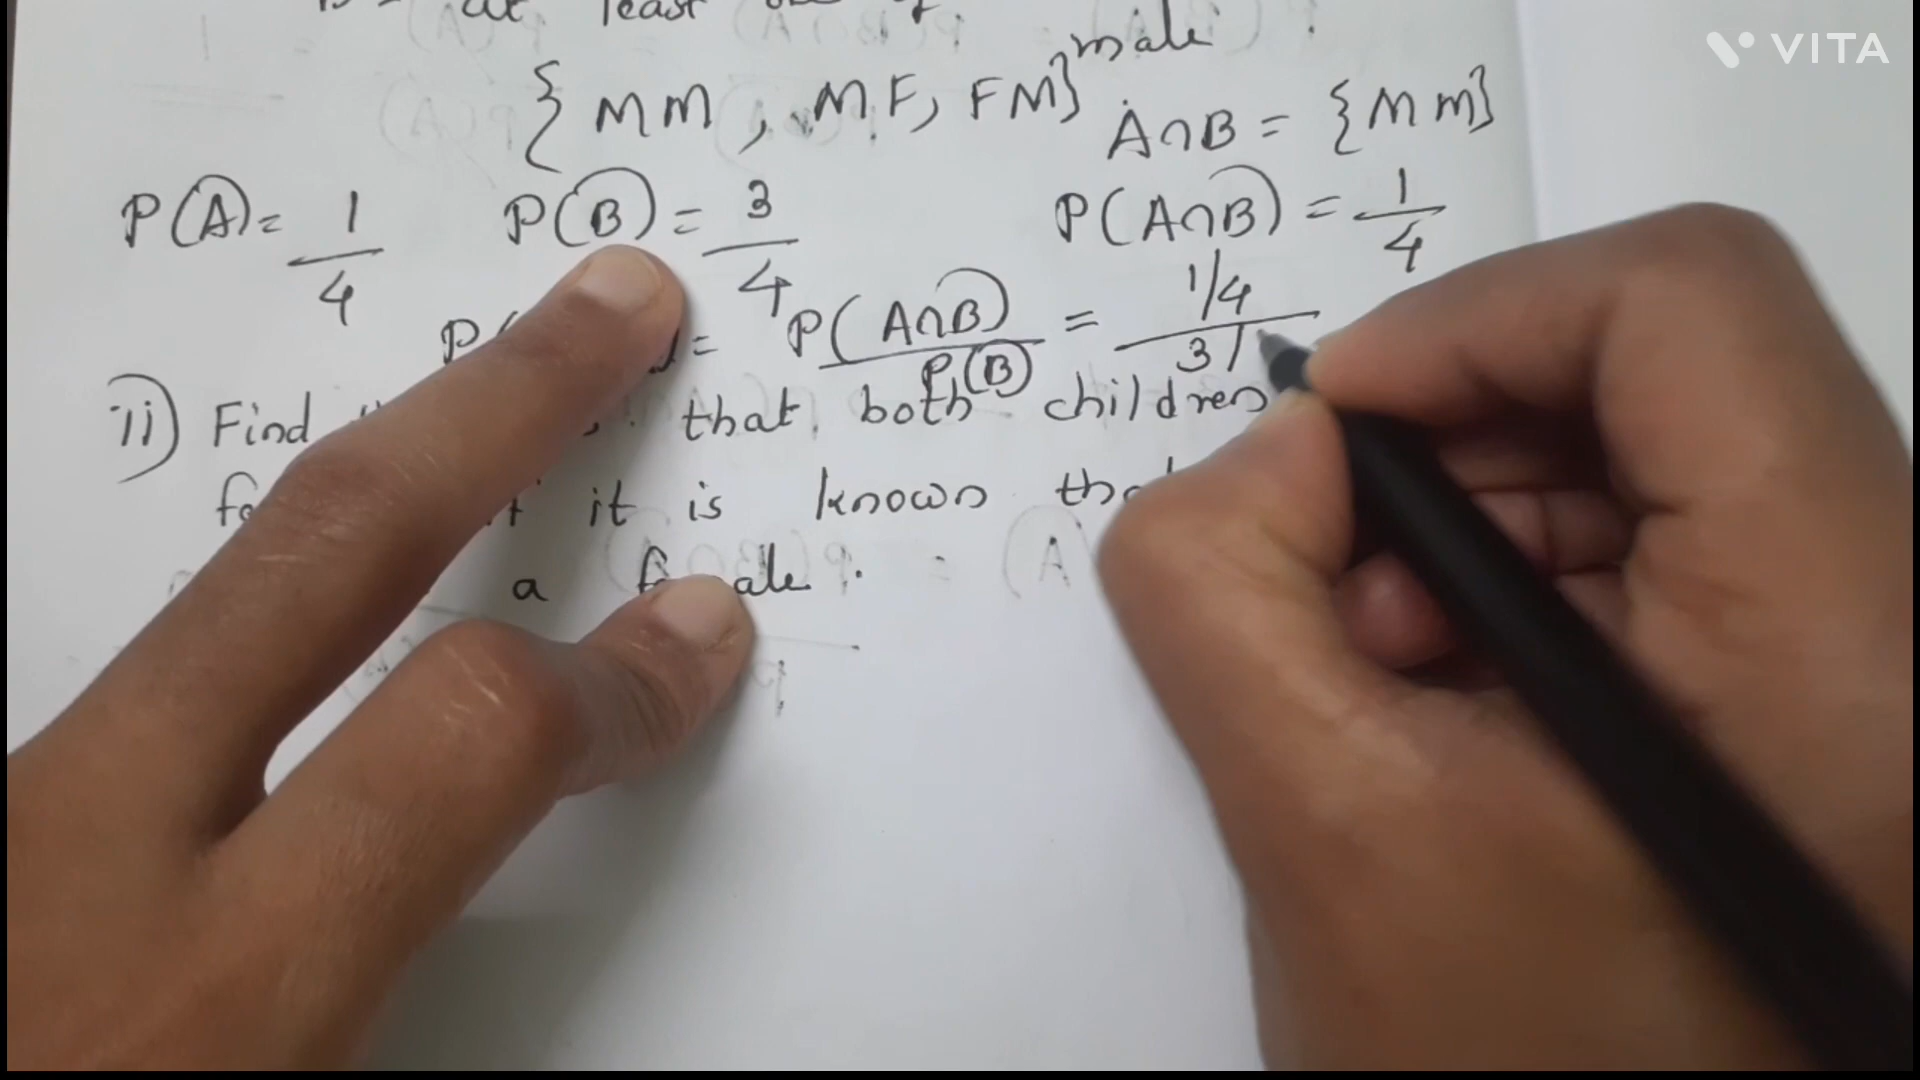 at least
male
VITA
{ MM, MF, FM}
A∩B = {MM}
P(A) = 1/4 P(B) = 3/4 P(A∩B) = 1/4
= P(A∩B)/P(B) = 1/4 / 3/
ii) Find that both children
it is known
a female.